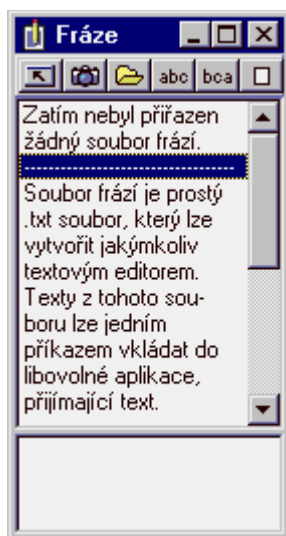 Fráze
abc bca
Zatím nebyl přiřazen
žádný soubor frází.
------------------------------------
Soubor frází je prostý
.txt soubor, který lze
vytvořit jakýmkoliv
textovým editorem.
Texty z tohoto sou-
boru lze jedním
příkazem vkládat do
libovolné aplikace,
přijímající text.